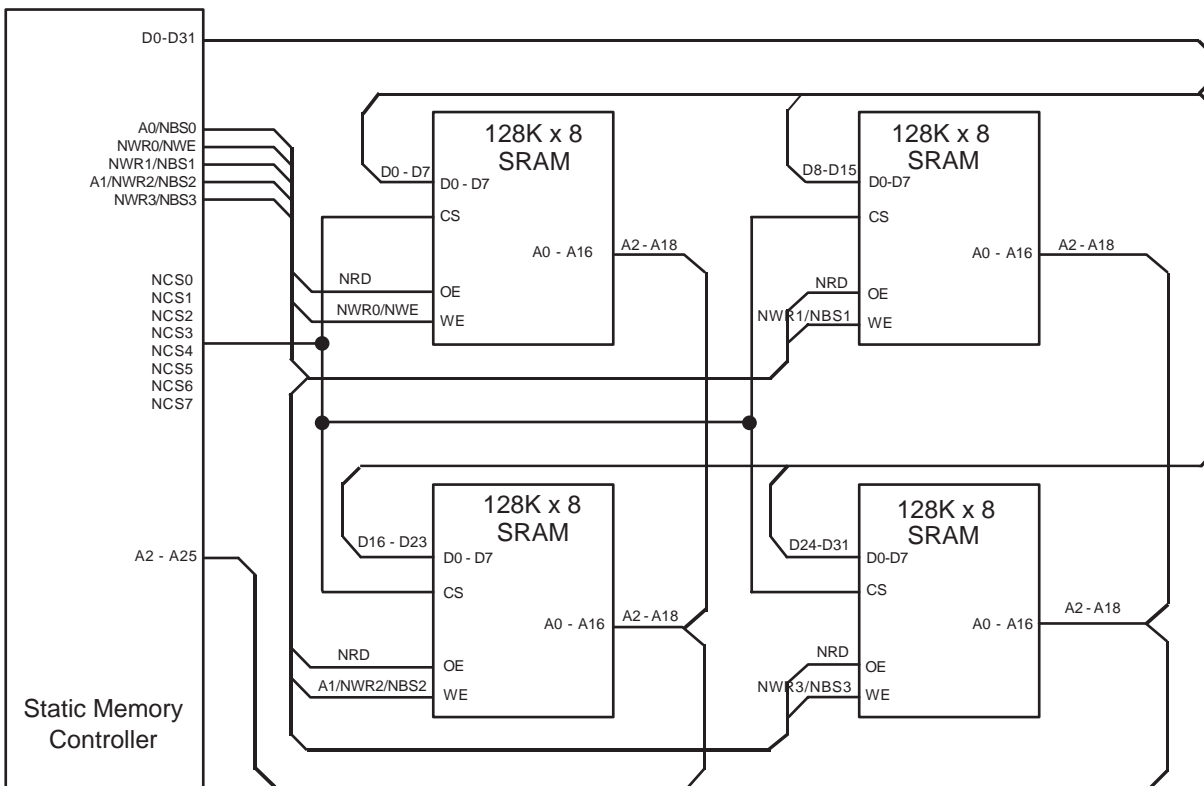 D0-D31
A0/NBS0
NWR0/NWE
NWR1/NBS1
A1/NWR2/NBS2
NWR3/NBS3
NCS0
NCS1
NCS2
NCS3
NCS4
NCS5
NCS6
NCS7
A2 - A25
Static Memory
Controller
128K x 8
SRAM
D0 - D7
D0 - D7
CS
A0 - A16
A2 - A18
NRD
OE
NWR0/NWE
WE
128K x 8
SRAM
D8-D15
D0-D7
CS
A0 - A16
A2 - A18
NRD
OE
NWR1/NBS1
WE
128K x 8
SRAM
D16 - D23
D0 - D7
CS
A0 - A16
A2 - A18
NRD
OE
A1/NWR2/NBS2
WE
128K x 8
SRAM
D24-D31
D0-D7
CS
A0 - A16
A2 - A18
NRD
OE
NWR3/NBS3
WE